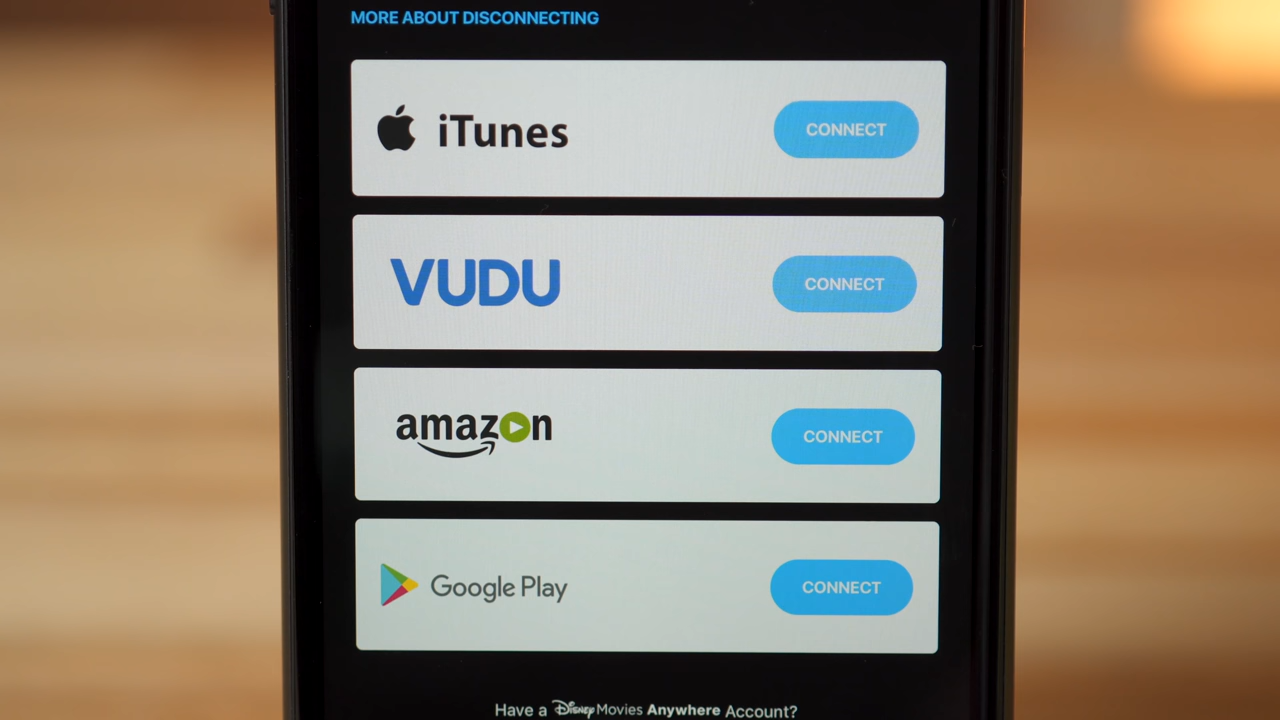 MORE ABOUT DISCONNECTING
iTunes
CONNECT
VUDU
CONNECT
amazon
CONNECT
Google Play
CONNECT
Have a Disney Movies Anywhere Account?